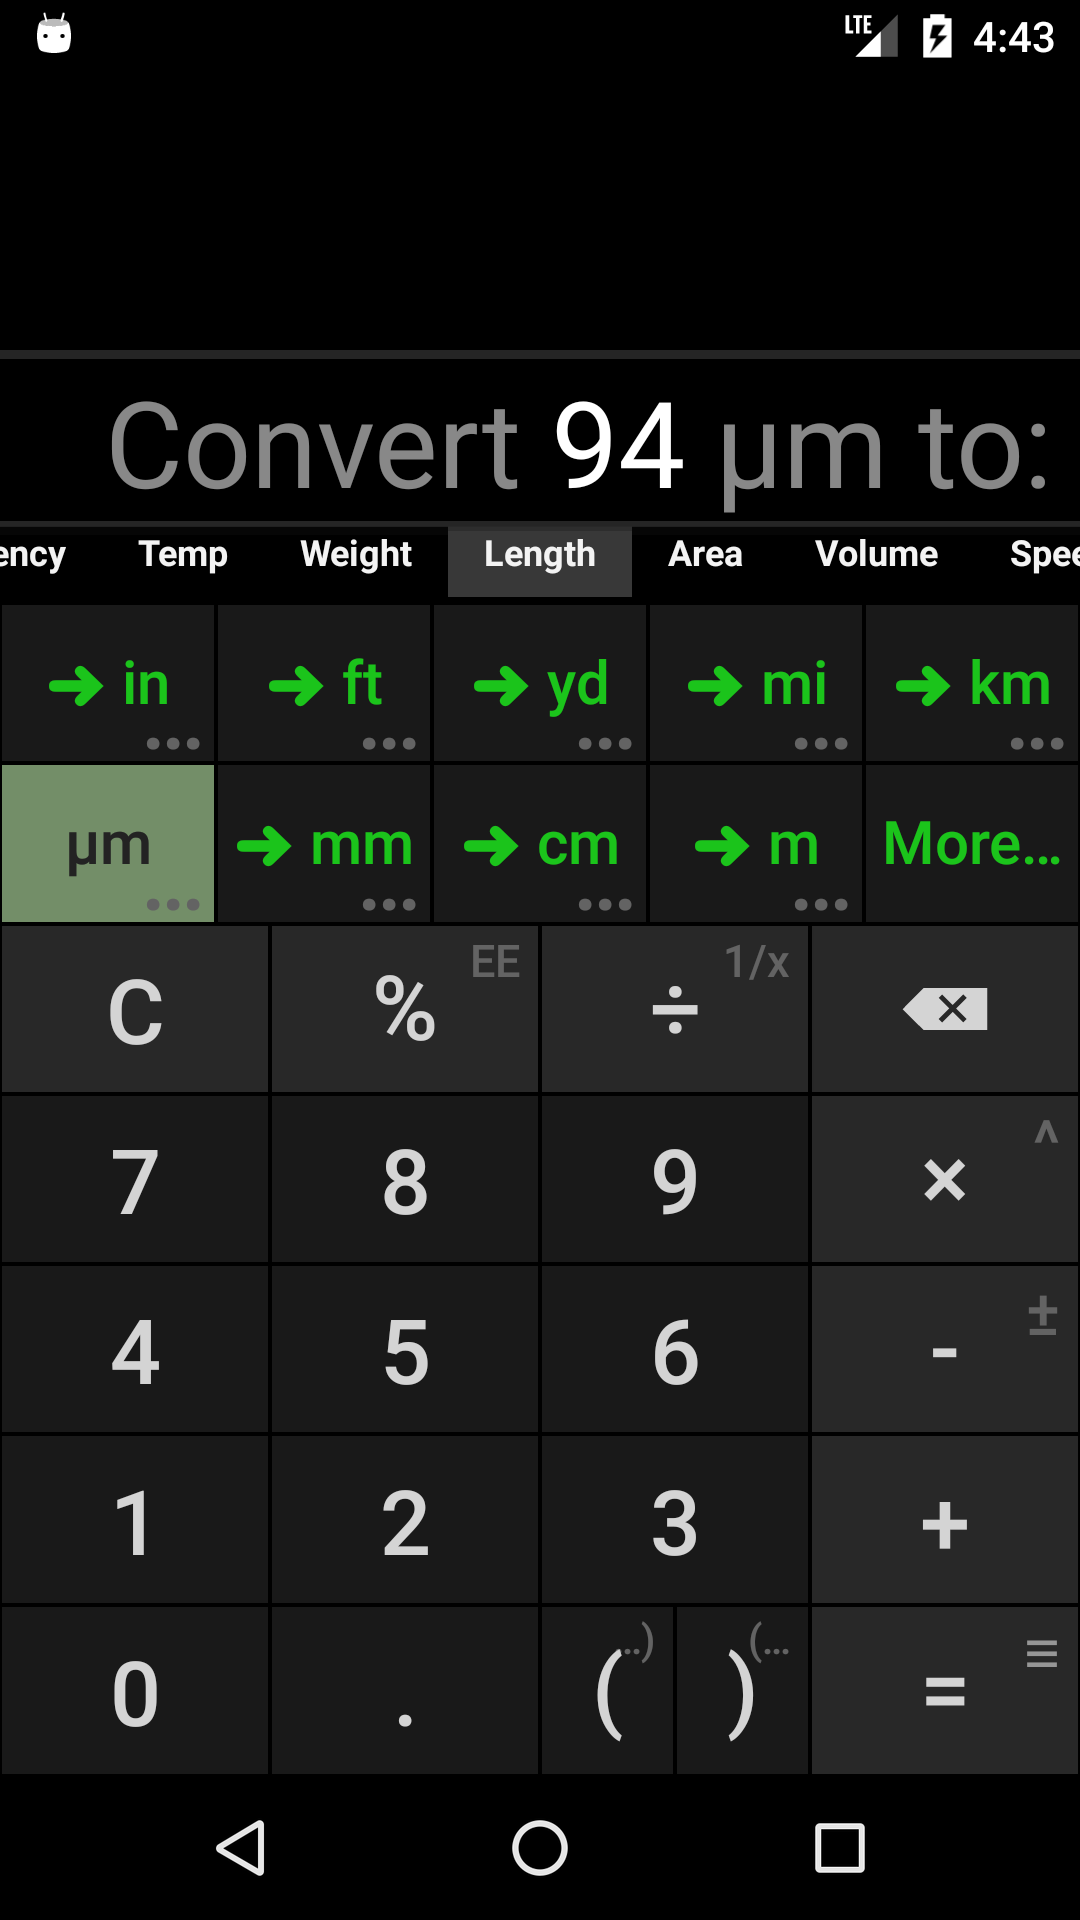 LTE 4:43
Convert 94 µm to:
ency Temp Weight Length Area Volume Spee
in ft yd mi km
µm mm cm m More...
C % EE ÷ 1/x
7 8 9 × ^
4 5 6 - ±
1 2 3 +
0 . ( ..) ) (... =